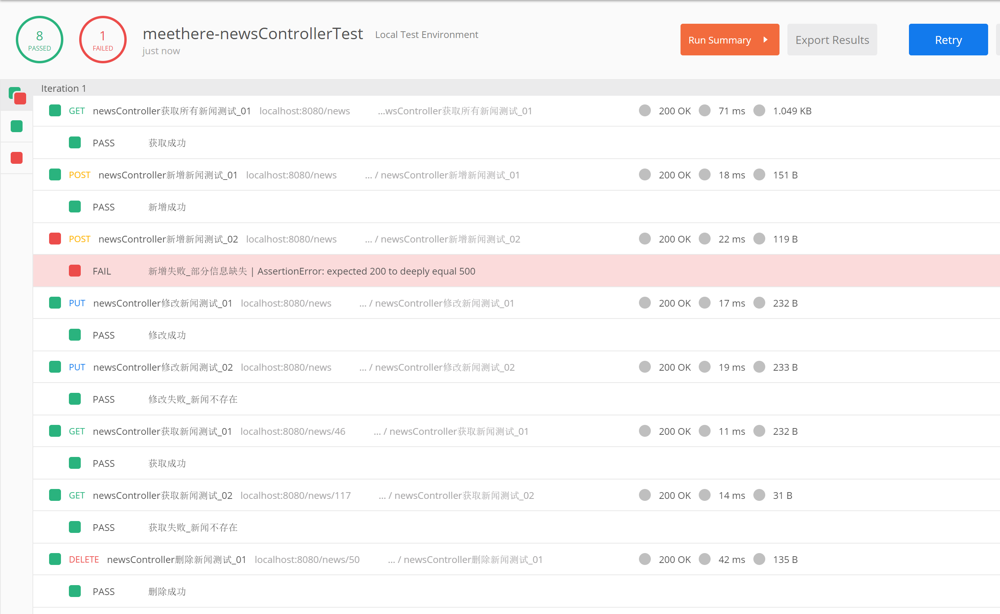 8 PASSED 1 FAILED meethere-newsControllerTest Local Test Environment Run Summary Export Results Retry
just now
Iteration 1
GET newsController获取所有新闻测试_01 localhost:8080/news ...wsController获取所有新闻测试_01 200 OK 71 ms 1.049 KB
PASS 获取成功
POST newsController新增新闻测试_01 localhost:8080/news ... / newsController新增新闻测试_01 200 OK 18 ms 151 B
PASS 新增成功
POST newsController新增新闻测试_02 localhost:8080/news ... / newsController新增新闻测试_02 200 OK 22 ms 119 B
FAIL 新增失败_部分信息缺失 | AssertionError: expected 200 to deeply equal 500
PUT newsController修改新闻测试_01 localhost:8080/news ... / newsController修改新闻测试_01 200 OK 17 ms 232 B
PASS 修改成功
PUT newsController修改新闻测试_02 localhost:8080/news ... / newsController修改新闻测试_02 200 OK 19 ms 233 B
PASS 修改失败_新闻不存在
GET newsController获取新闻测试_01 localhost:8080/news/46 ... / newsController获取新闻测试_01 200 OK 11 ms 232 B
PASS 获取成功
GET newsController获取新闻测试_02 localhost:8080/news/117 ... / newsController获取新闻测试_02 200 OK 14 ms 31 B
PASS 获取失败_新闻不存在
DELETE newsController删除新闻测试_01 localhost:8080/news/50 ... / newsController删除新闻测试_01 200 OK 42 ms 135 B
PASS 删除成功